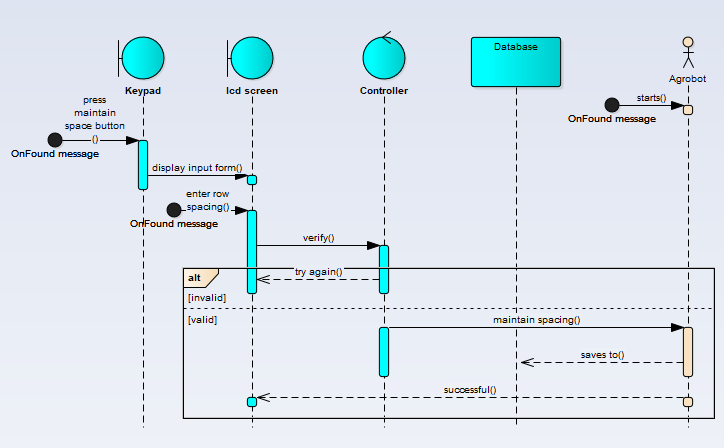 Database
Agrobot
Keypad
lcd screen
Controller
press
maintain
space button
()
OnFound message
starts()
OnFound message
display input form()
enter row
spacing()
OnFound message
verify()
alt
try again()
[invalid]
[valid]
maintain spacing()
saves to()
successful()